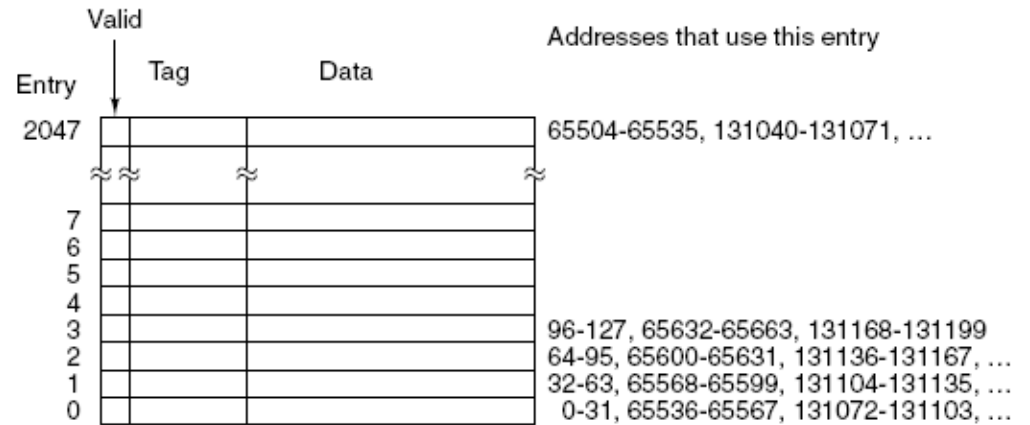 Valid
Addresses that use this entry
Entry
Tag
Data
2047
65504-65535, 131040-131071, …
7
6
5
4
3
96-127, 65632-65663, 131168-131199
2
64-95, 65600-65631, 131136-131167, …
1
32-63, 65568-65599, 131104-131135, …
0
0-31, 65536-65567, 131072-131103, …